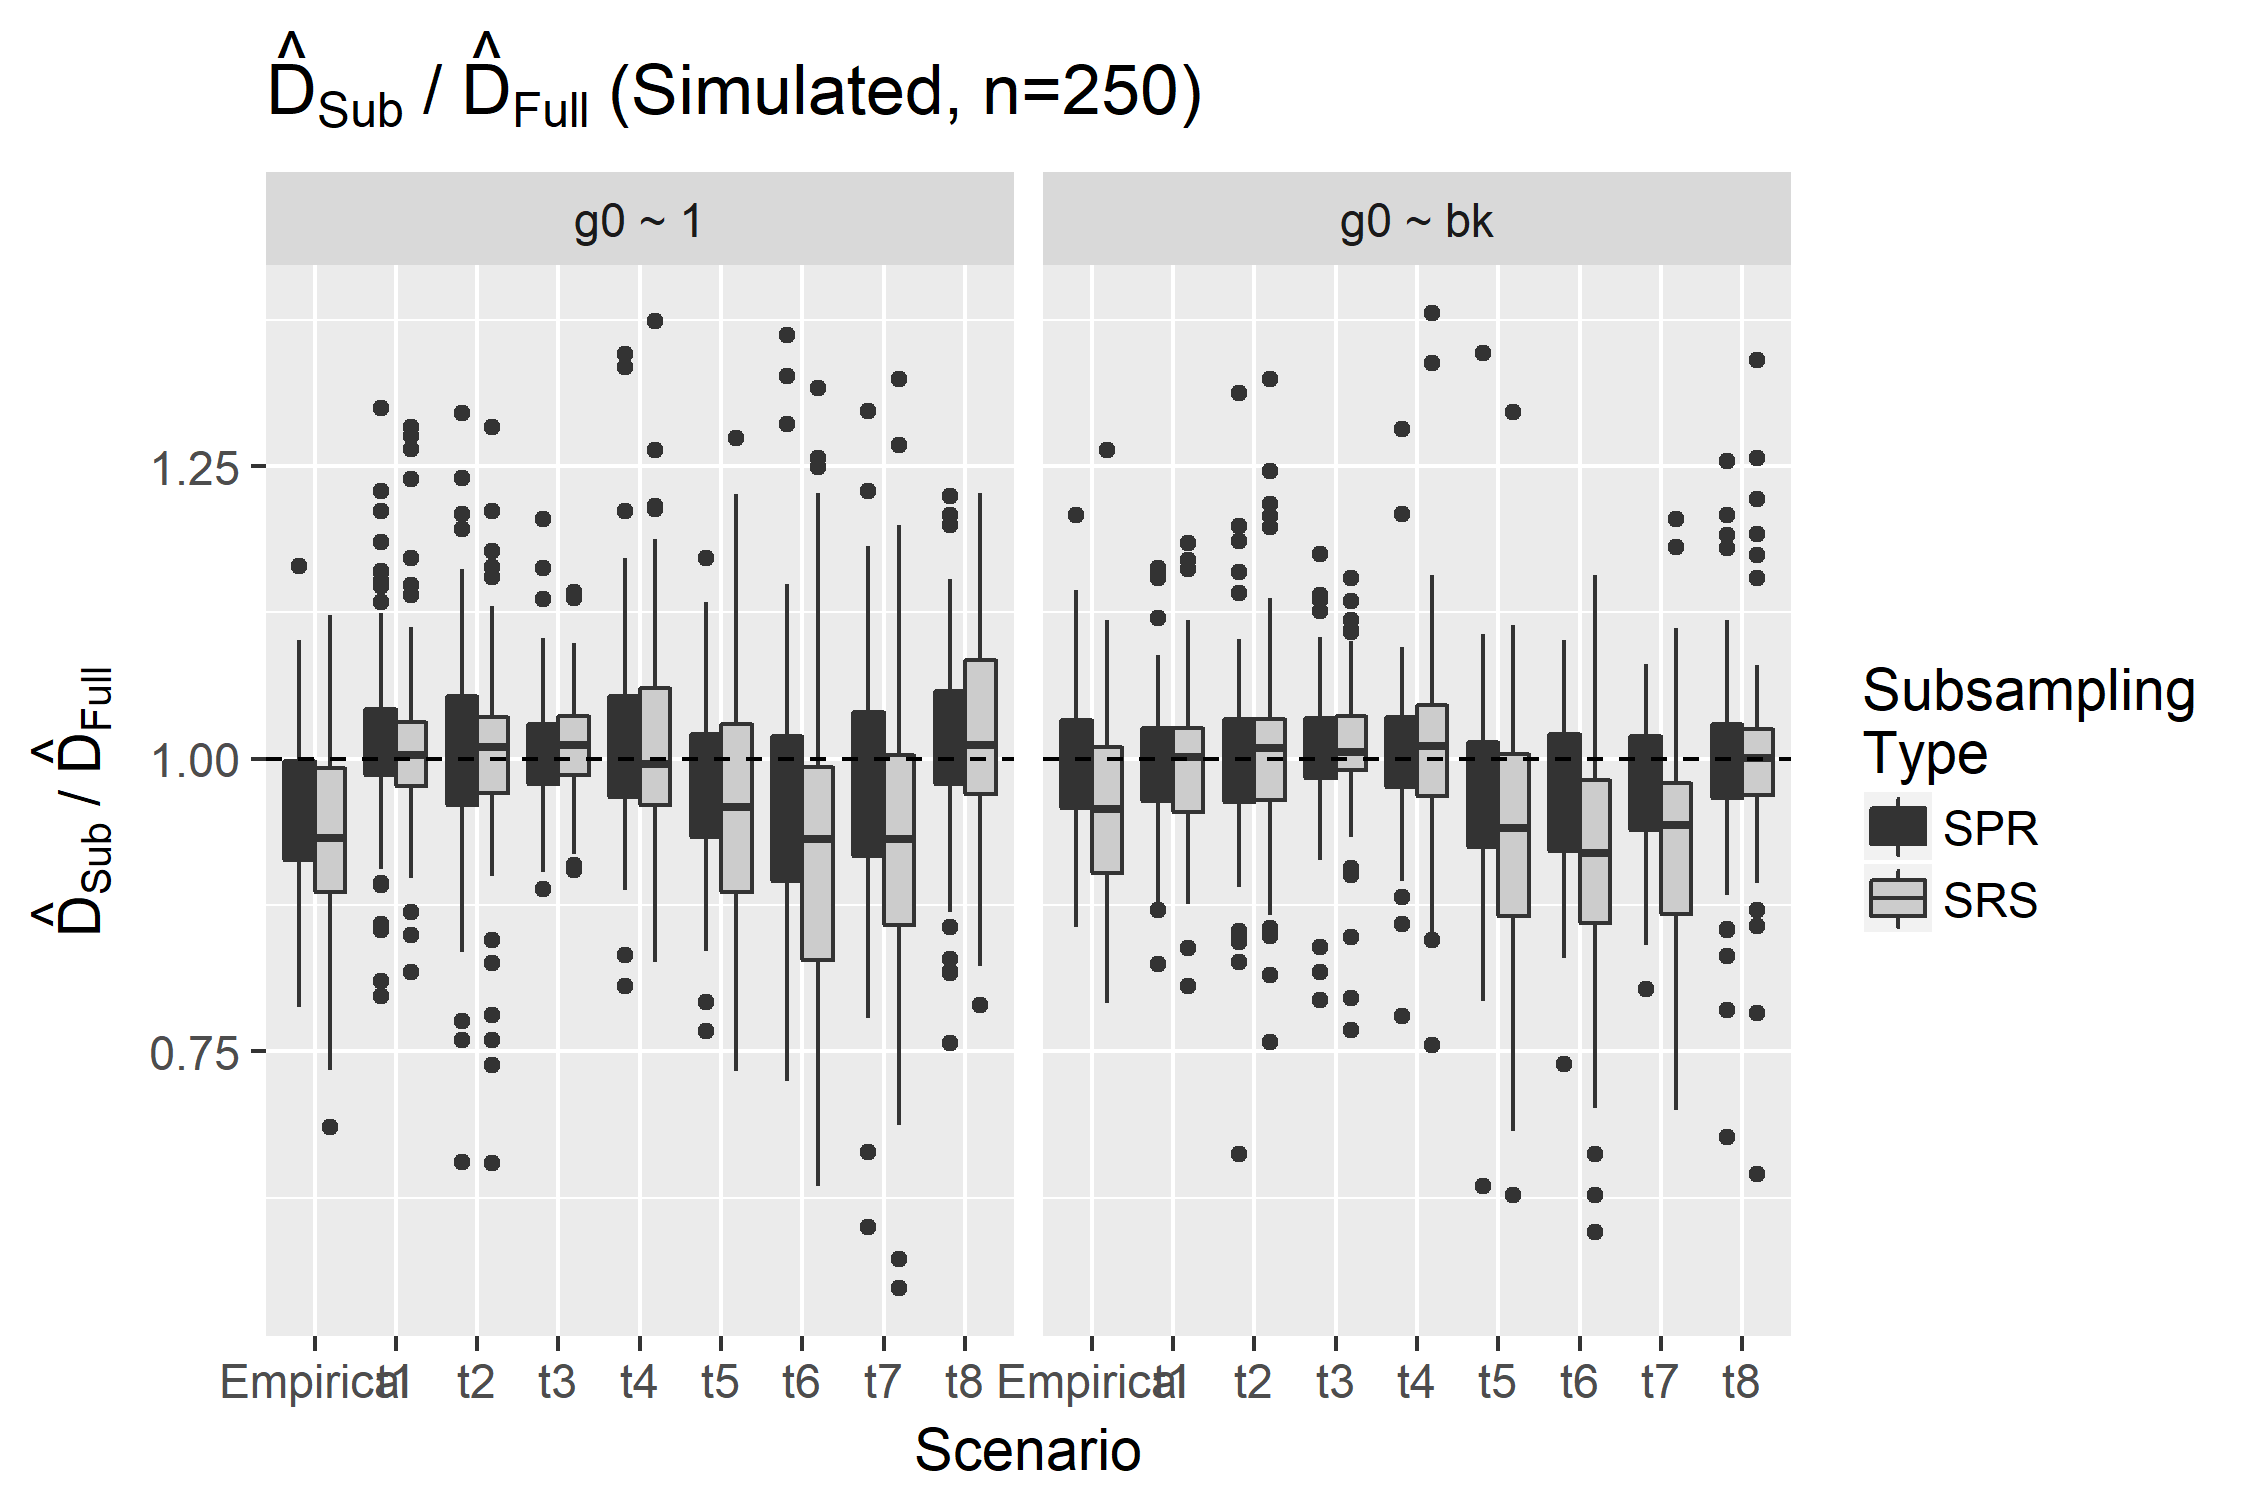 D̂Sub / D̂Full (Simulated, n=250)
g0 ~ 1
g0 ~ bk
D̂Sub / D̂Full
1.25
1.00
0.75
Empirical t1 t2 t3 t4 t5 t6 t7 t8
Empirical t1 t2 t3 t4 t5 t6 t7 t8
Scenario
Subsampling
Type
SPR
SRS